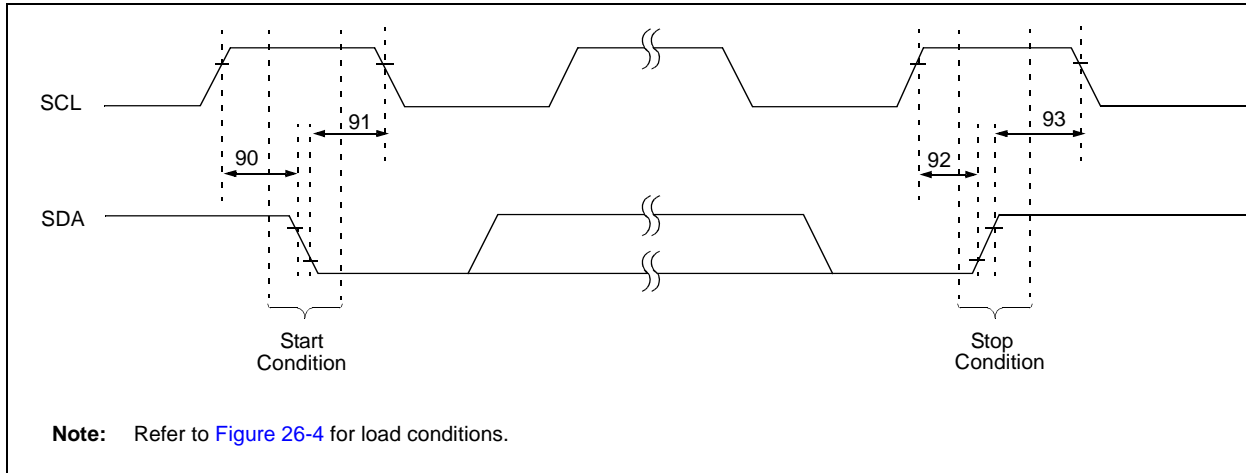 SCL
91
93
90
92
SDA
Start
Condition
Stop
Condition
Note: Refer to Figure 26-4 for load conditions.